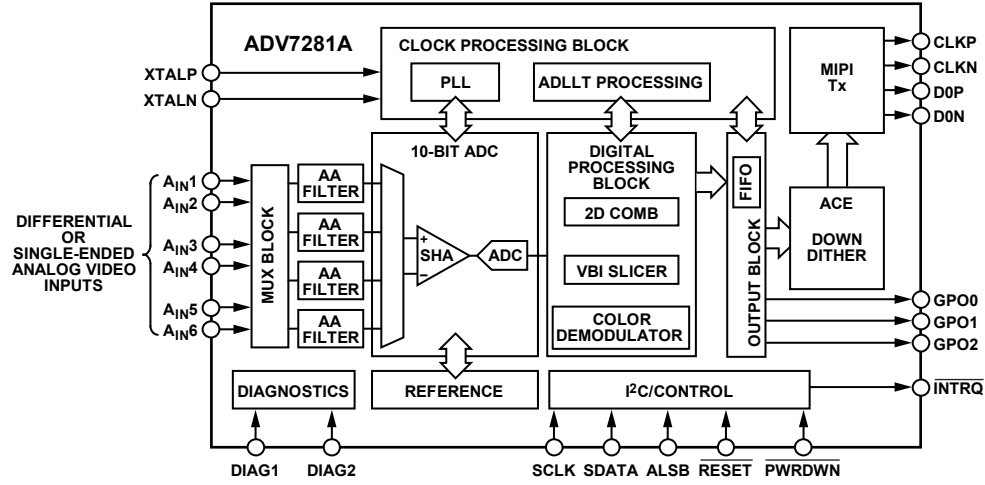 ADV7281A
CLOCK PROCESSING BLOCK
PLL
ADLLT PROCESSING
XTALP
XTALN
MIPI
Tx
CLKP
CLKN
D0P
D0N
10-BIT ADC
DIGITAL
PROCESSING
BLOCK
2D COMB
VBI SLICER
COLOR
DEMODULATOR
FIFO
OUTPUT BLOCK
ACE
DOWN
DITHER
DIFFERENTIAL
OR
SINGLE-ENDED
ANALOG VIDEO
INPUTS
AIN1
AIN2
AIN3
AIN4
AIN5
AIN6
MUX BLOCK
AA
FILTER
AA
FILTER
AA
FILTER
AA
FILTER
+
SHA
–
ADC
GPO0
GPO1
GPO2
DIAGNOSTICS
REFERENCE
I2C/CONTROL
INTRQ
DIAG1
DIAG2
SCLK
SDATA
ALSB
RESET
PWRDWN